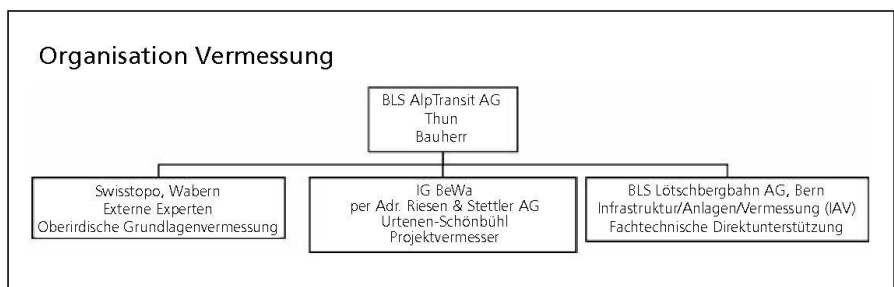 Organisation Vermessung
BLS AlpTransit AG
Thun
Bauherr
Swisstopo, Wabern
Externe Experten
Oberirdische Grundlagenvermessung
IG BeWa
per Adr. Riesen & Stettler AG
Urtenen-Schönbühl
Projektvermesser
BLS Lötschbergbahn AG, Bern
Infrastruktur/Anlagen/Vermessung (IAV)
Fachtechnische Direktunterstützung